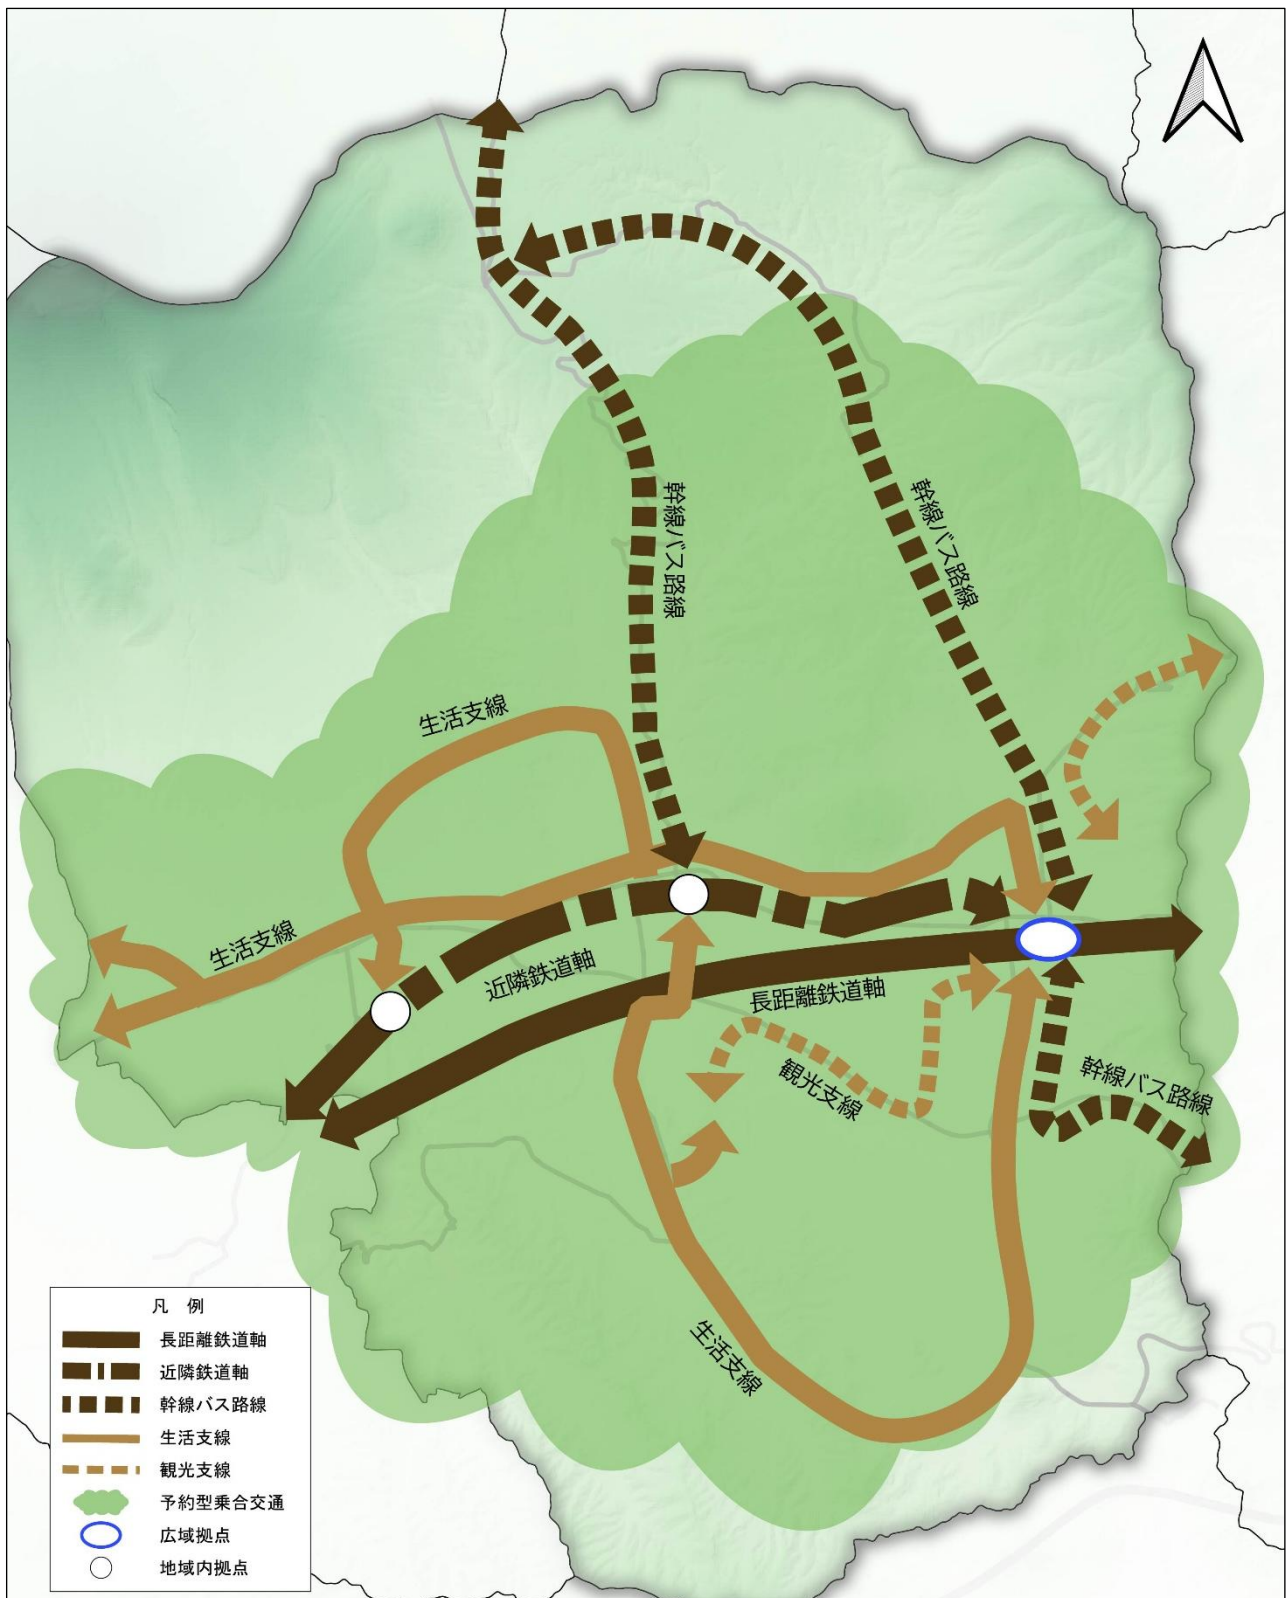 幹線バス路線
幹線バス路線
生活支線
生活支線
近隣鉄道軸
長距離鉄道軸
観光支線
幹線バス路線
生活支線
凡 例
長距離鉄道軸
近隣鉄道軸
幹線バス路線
生活支線
観光支線
予約型乗合交通
広域拠点
地域内拠点